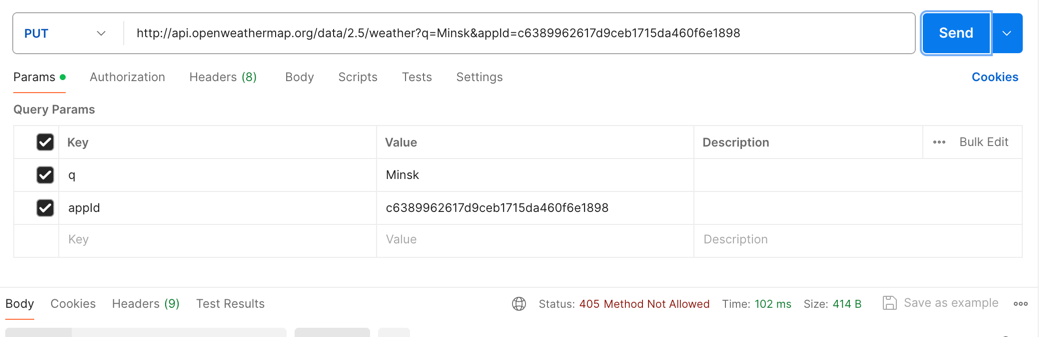 PUT http://api.openweathermap.org/data/2.5/weather?q=Minsk&appId=c6389962617d9ceb1715da460f6e1898 Send
Params Authorization Headers (8) Body Scripts Tests Settings Cookies
Query Params
Key Value Description ••• Bulk Edit
q Minsk
appId c6389962617d9ceb1715da460f6e1898
Key Value Description
Body Cookies Headers (9) Test Results Status: 405 Method Not Allowed Time: 102 ms Size: 414 B Save as example